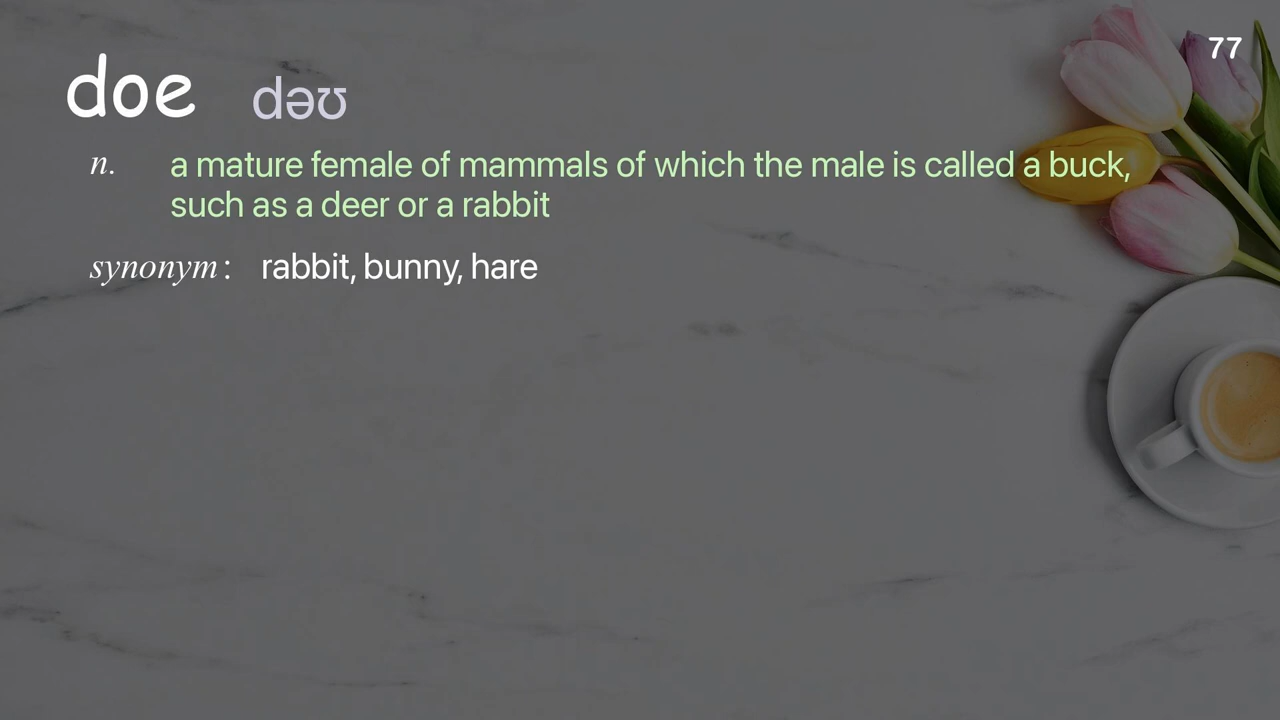 77
doe dəʊ
n. a mature female of mammals of which the male is called a buck,
such as a deer or a rabbit
synonym: rabbit, bunny, hare